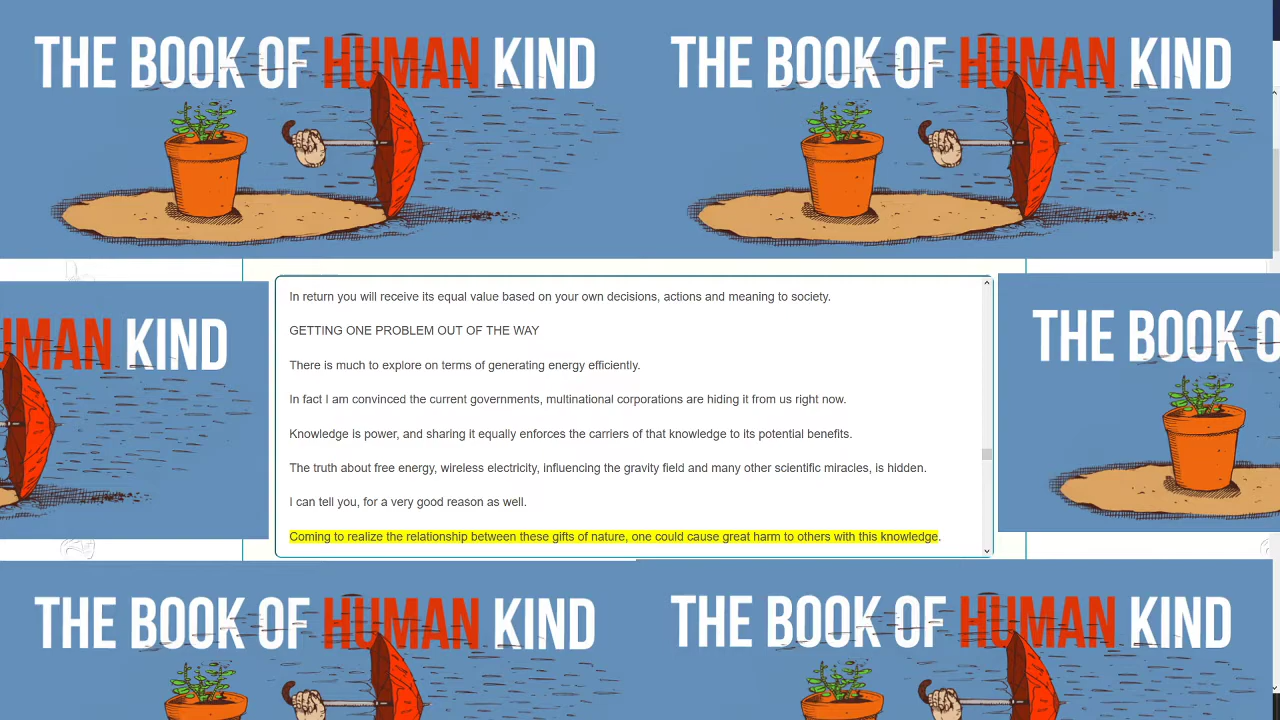 THE BOOK OF HUMAN KIND
THE BOOK OF HUMAN KIND
In return you will receive its equal value based on your own decisions, actions and meaning to society.
GETTING ONE PROBLEM OUT OF THE WAY
There is much to explore on terms of generating energy efficiently.
In fact I am convinced the current governments, multinational corporations are hiding it from us right now.
Knowledge is power, and sharing it equally enforces the carriers of that knowledge to its potential benefits.
The truth about free energy, wireless electricity, influencing the gravity field and many other scientific miracles, is hidden.
I can tell you, for a very good reason as well.
Coming to realize the relationship between these gifts of nature, one could cause great harm to others with this knowledge.
UMAN KIND
THE BOOK O
THE BOOK OF HUMAN KIND
THE BOOK OF HUMAN KIND